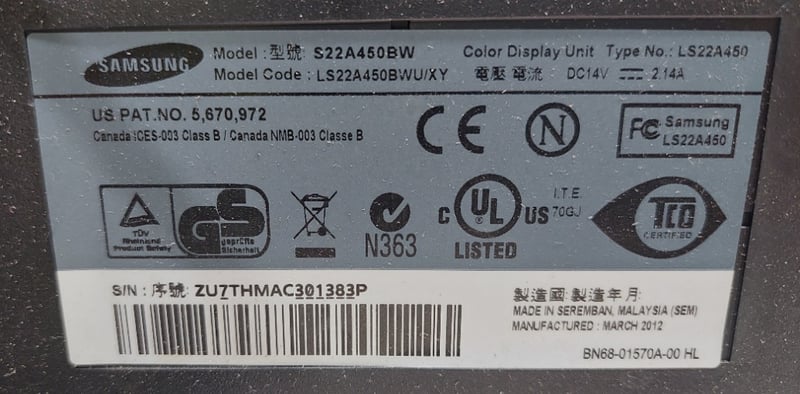 SAMSUNG
Model : 型號: S22A450BW
Color Display Unit Type No.: LS22A450
Model Code : LS22A450BWU/XY
電壓 電流 DC14V ⎓ 2.14A
US PAT.NO. 5,670,972
Canada ICES-003 Class B / Canada NMB-003 Classe B
CE
N
FC Samsung
LS22A450
TÜV
Rheinland
Product Safety
GS
geprüfte
Sicherheit
N363
C UL US
®
LISTED
I.T.E.
70GJ
TCO
CERTIFIED
S/N : 序號: ZU7THMAC301383P
製造國 製造年月
MADE IN SEREMBAN, MALAYSIA (SEM)
MANUFACTURED : MARCH 2012
BN68-01570A-00 HL